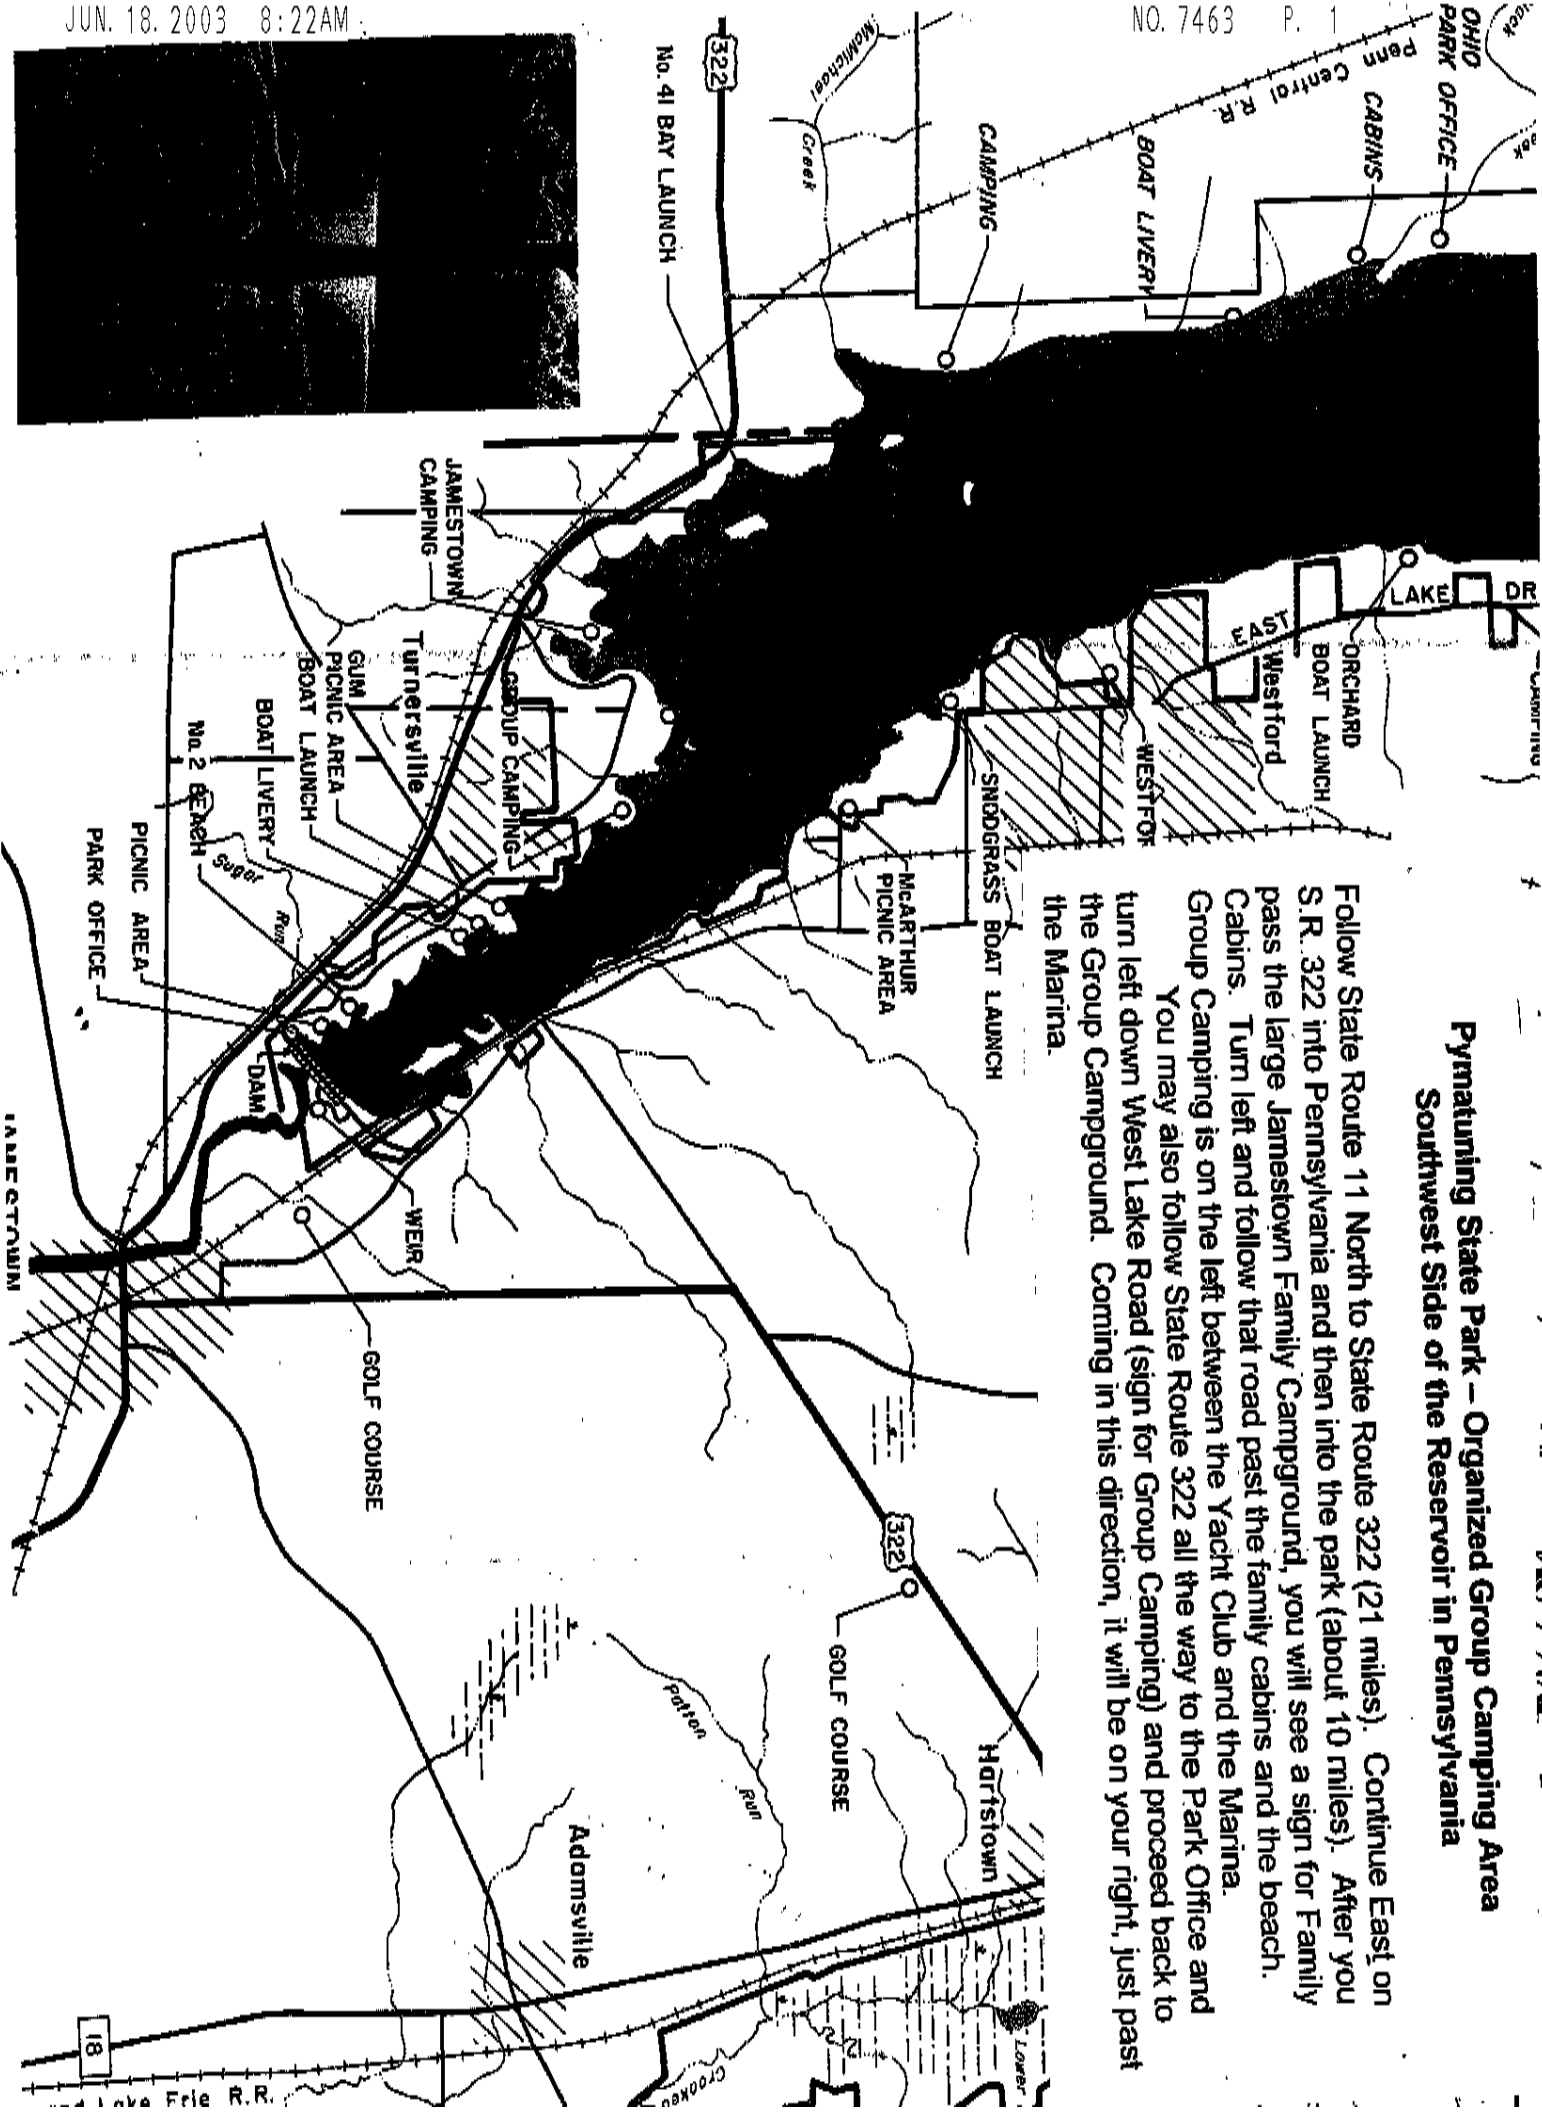 JUN. 18. 2003 8:22AM
NO. 7463 P. 1
Pymatuning State Park – Organized Group Camping Area
Southwest Side of the Reservoir in Pennsylvania
Follow State Route 11 North to State Route 322 (21 miles). Continue East on
S.R. 322 into Pennsylvania and then into the park (about 10 miles). After you
pass the large Jamestown Family Campground, you will see a sign for Family
Cabins. Turn left and follow that road past the family cabins and the beach.
Group Camping is on the left between the Yacht Club and the Marina.
You may also follow State Route 322 all the way to the Park Office and
turn left down West Lake Road (sign for Group Camping) and proceed back to
the Group Campground. Coming in this direction, it will be on your right, just past
the Marina.
OHIO
PARK OFFICE
CABINS
Penn Central R.R.
BOAT LIVERY
CAMPING
McMichael
Creek
322
No. 41 BAY LAUNCH
LAKE DR
EAST
ORCHARD
BOAT LAUNCH
Westford
WESTFOR
SNODGRASS BOAT LAUNCH
McARTHUR
PICNIC AREA
JAMESTOWN
CAMPING
GROUP CAMPING
Turnersville
GUM
PICNIC AREA
BOAT LAUNCH
BOAT LIVERY
No. 2 BEACH
Sugar
Run
PICNIC AREA
PARK OFFICE
DAM
WEIR
GOLF COURSE
322
GOLF COURSE
Hartstown
Patton
Run
Adamsville
JAMESTOWN
18
Lake Erie R.R.
Crooked
Lower